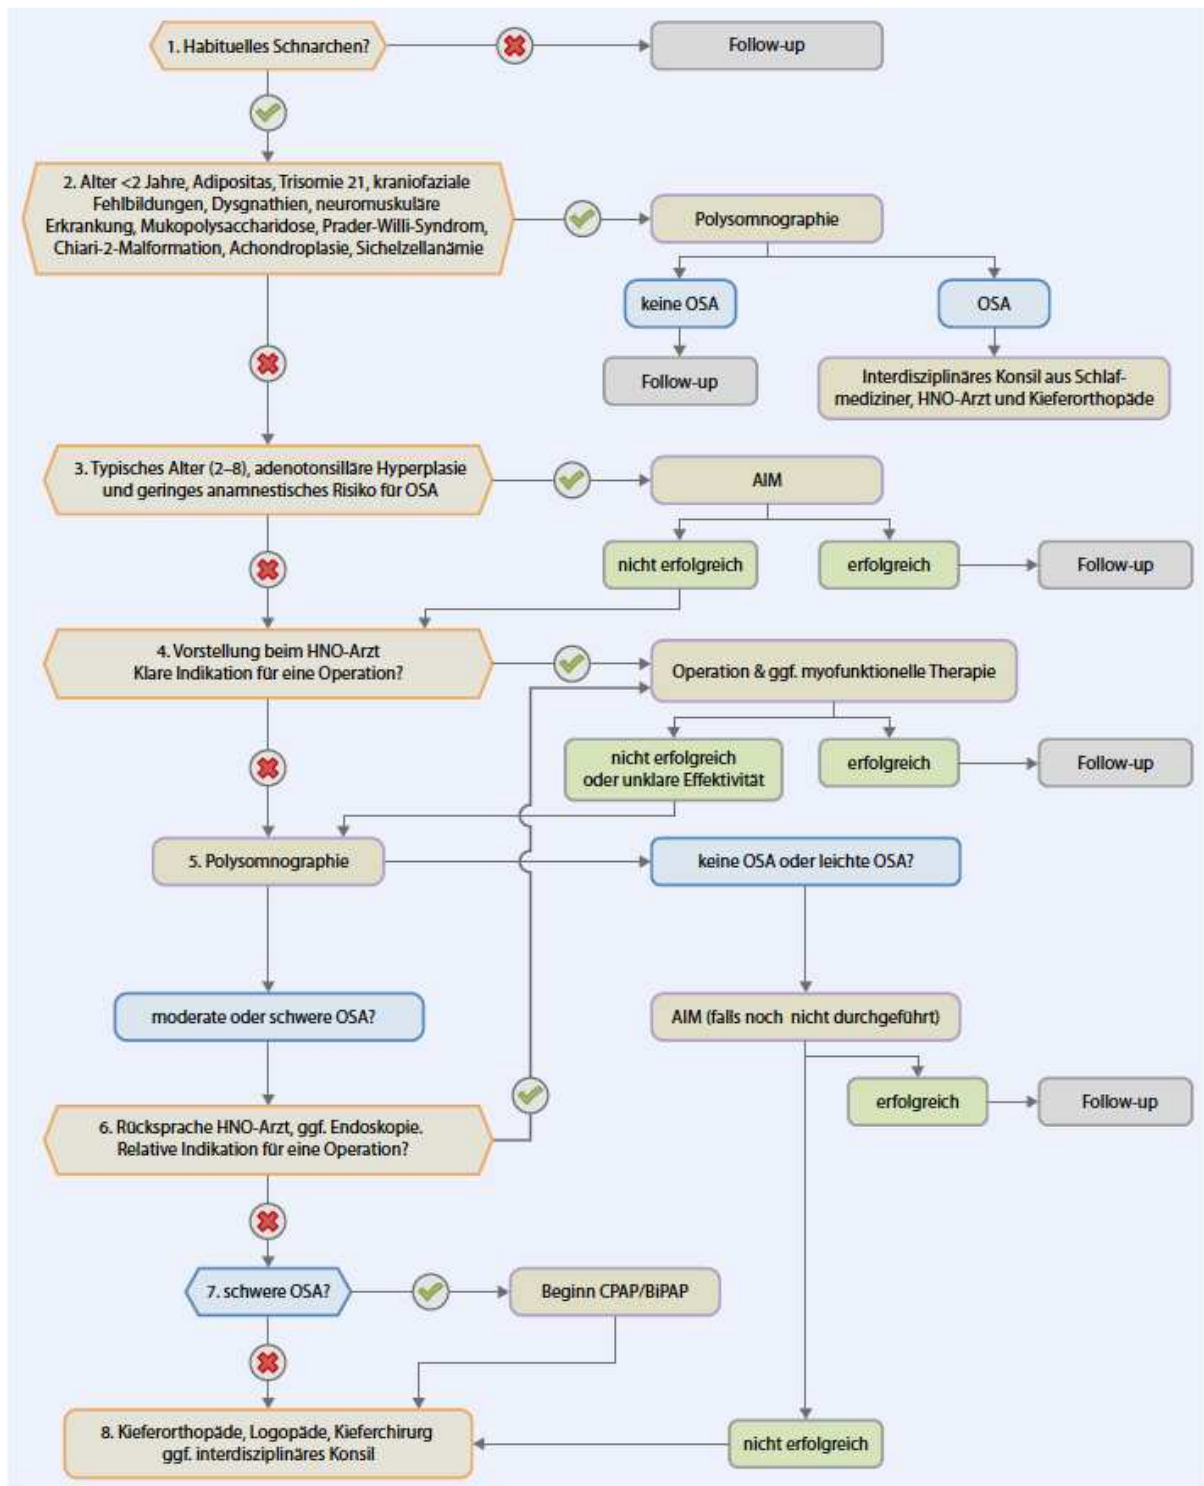 1. Habituelles Schnarchen?
Follow-up
2. Alter <2 Jahre, Adipositas, Trisomie 21, kraniofaziale
Fehlbildungen, Dysgnathien, neuromuskuläre
Erkrankung, Mukopolysaccharidose, Prader-Willi-Syndrom,
Chiari-2-Malformation, Achondroplasie, Sichelzellanämie
Polysomnographie
keine OSA
OSA
Follow-up
Interdisziplinäres Konsil aus Schlaf-
mediziner, HNO-Arzt und Kieferorthopäde
3. Typisches Alter (2–8), adenotonsilläre Hyperplasie
und geringes anamnestisches Risiko für OSA
AIM
nicht erfolgreich
erfolgreich
Follow-up
4. Vorstellung beim HNO-Arzt
Klare Indikation für eine Operation?
Operation & ggf. myofunktionelle Therapie
nicht erfolgreich
oder unklare Effektivität
erfolgreich
Follow-up
5. Polysomnographie
keine OSA oder leichte OSA?
moderate oder schwere OSA?
AIM (falls noch nicht durchgeführt)
erfolgreich
Follow-up
6. Rücksprache HNO-Arzt, ggf. Endoskopie.
Relative Indikation für eine Operation?
7. schwere OSA?
Beginn CPAP/BiPAP
8. Kieferorthopäde, Logopäde, Kieferchirurg
ggf. interdisziplinäres Konsil
nicht erfolgreich